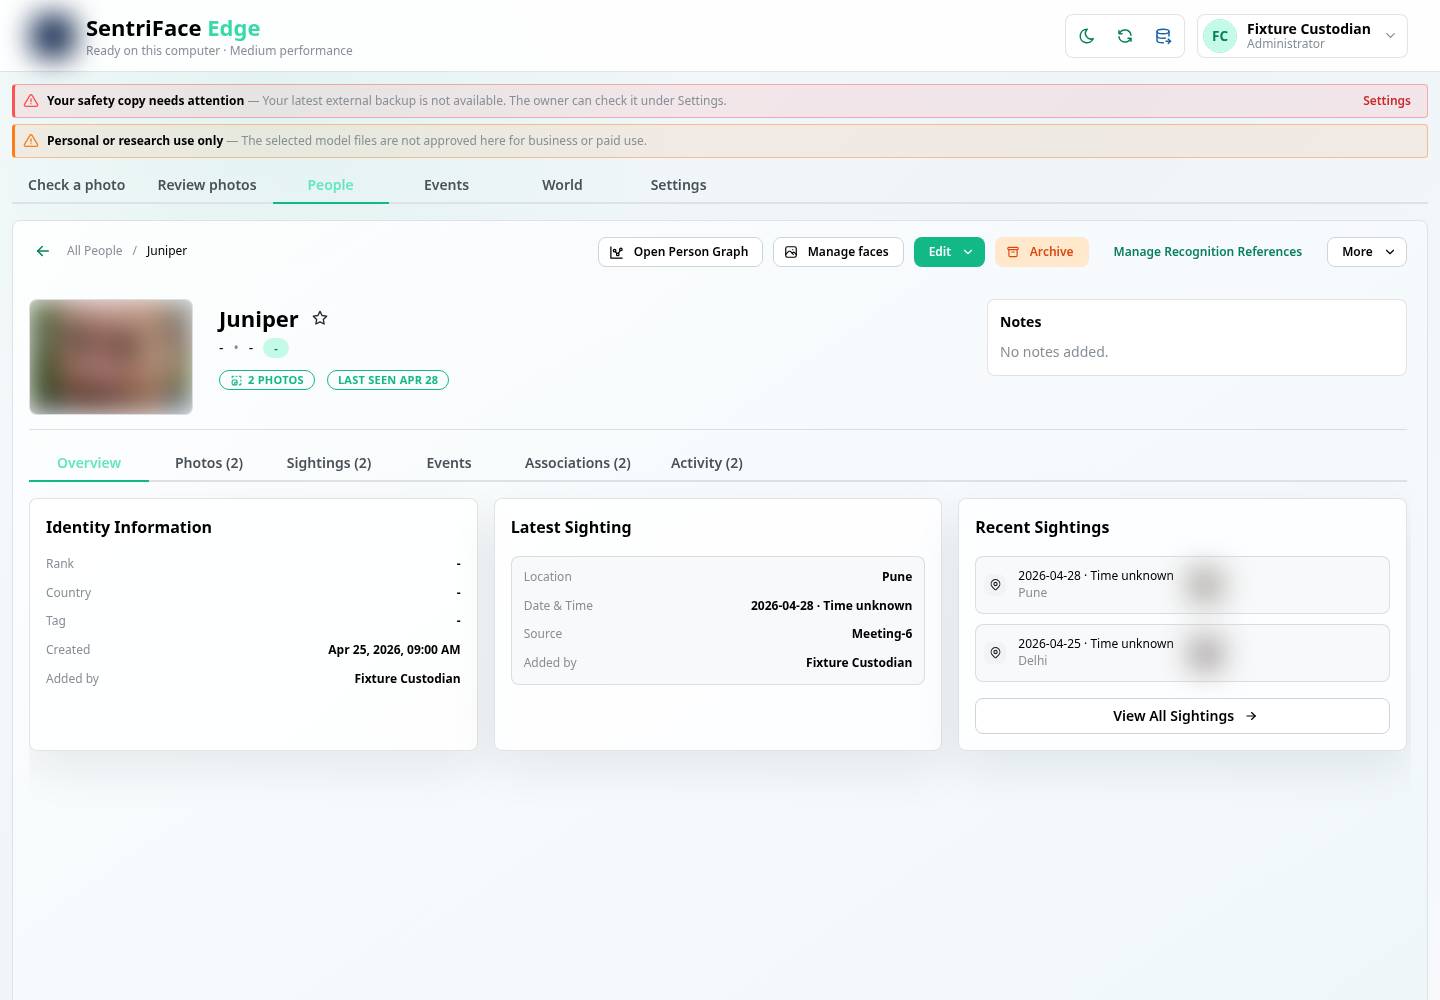 SentriFace Edge
Ready on this computer · Medium performance
FC
Fixture Custodian
Administrator
Your safety copy needs attention — Your latest external backup is not available. The owner can check it under Settings.
Settings
Personal or research use only — The selected model files are not approved here for business or paid use.
Check a photo
Review photos
People
Events
World
Settings
All People / Juniper
Open Person Graph
Manage faces
Edit
Archive
Manage Recognition References
More
Juniper
- • - -
2 PHOTOS
LAST SEEN APR 28
Notes
No notes added.
Overview
Photos (2)
Sightings (2)
Events
Associations (2)
Activity (2)
Identity Information
Rank -
Country -
Tag -
Created Apr 25, 2026, 09:00 AM
Added by Fixture Custodian
Latest Sighting
Location Pune
Date & Time 2026-04-28 · Time unknown
Source Meeting-6
Added by Fixture Custodian
Recent Sightings
2026-04-28 · Time unknown
Pune
2026-04-25 · Time unknown
Delhi
View All Sightings